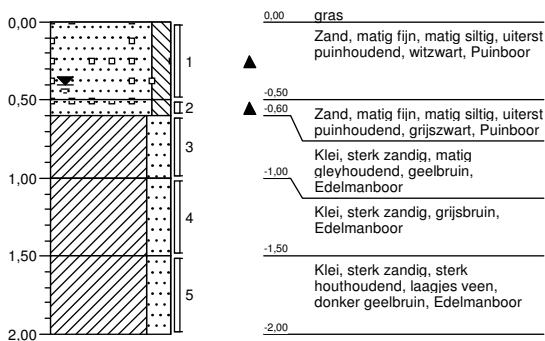 0,00
0,50
1,00
1,50
2,00
1
2
3
4
5
0,00 gras
Zand, matig fijn, matig siltig, uiterst
puinhoudend, witzwart, Puinboor
-0,50
-0,60
Zand, matig fijn, matig siltig, uiterst
puinhoudend, grijszwart, Puinboor
Klei, sterk zandig, matig
gleyhoudend, geelbruin,
Edelmanboor
-1,00
Klei, sterk zandig, grijsbruin,
Edelmanboor
-1,50
Klei, sterk zandig, sterk
houthoudend, laagjes veen,
donker geelbruin, Edelmanboor
-2,00